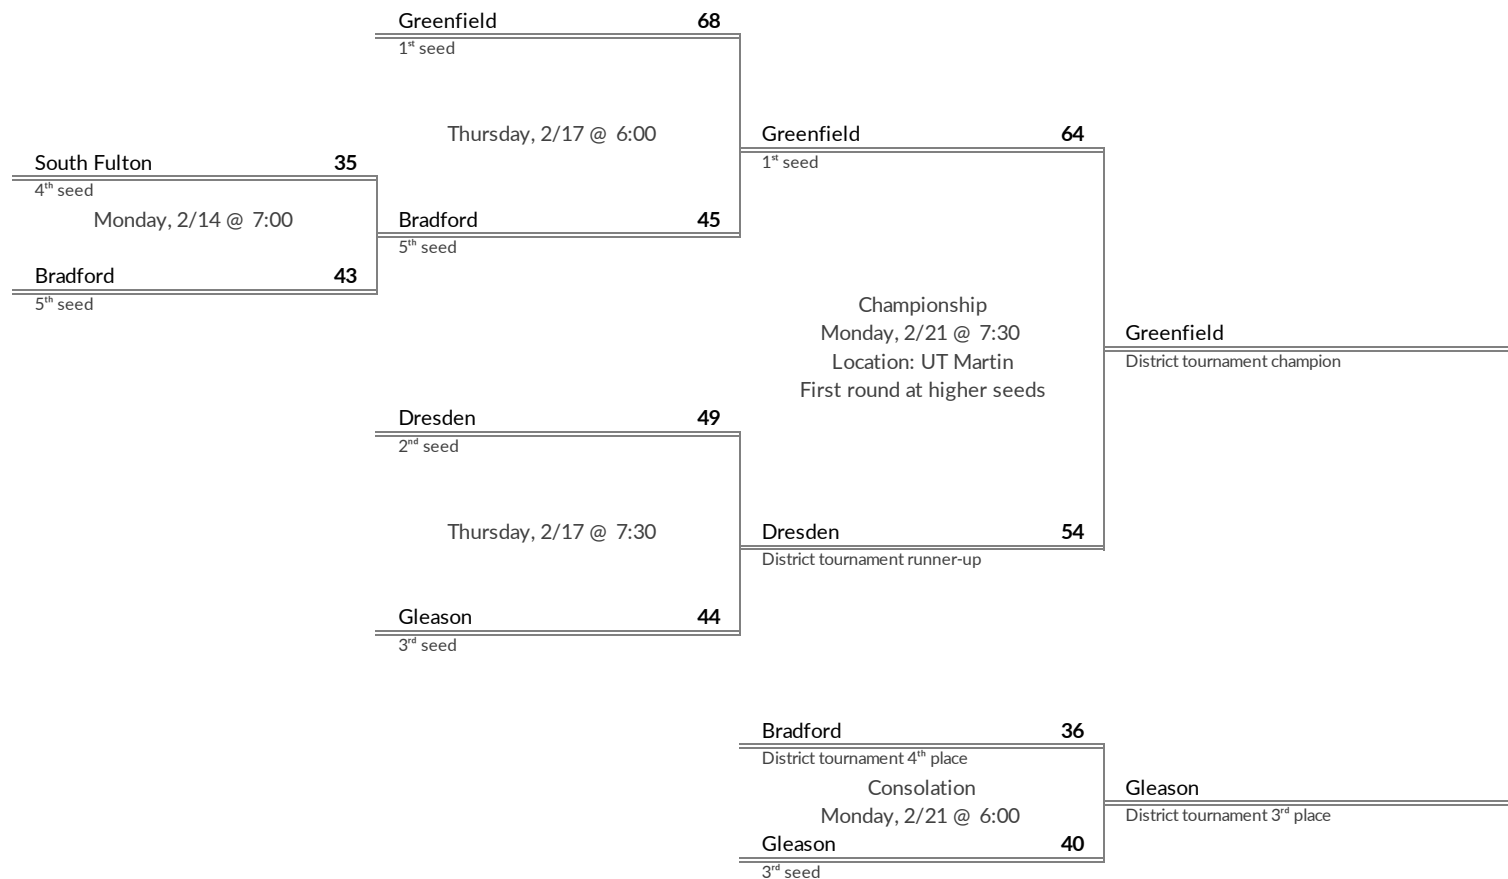 Greenfield 68
1st seed
Thursday, 2/17 @ 6:00
Greenfield 64
1st seed
South Fulton 35
4th seed
Monday, 2/14 @ 7:00
Bradford 45
5th seed
Bradford 43
5th seed
Championship
Monday, 2/21 @ 7:30
Location: UT Martin
First round at higher seeds
Greenfield
District tournament champion
Dresden 49
2nd seed
Thursday, 2/17 @ 7:30
Dresden 54
District tournament runner-up
Gleason 44
3rd seed
Bradford 36
District tournament 4th place
Consolation
Monday, 2/21 @ 6:00
Gleason
District tournament 3rd place
Gleason 40
3rd seed